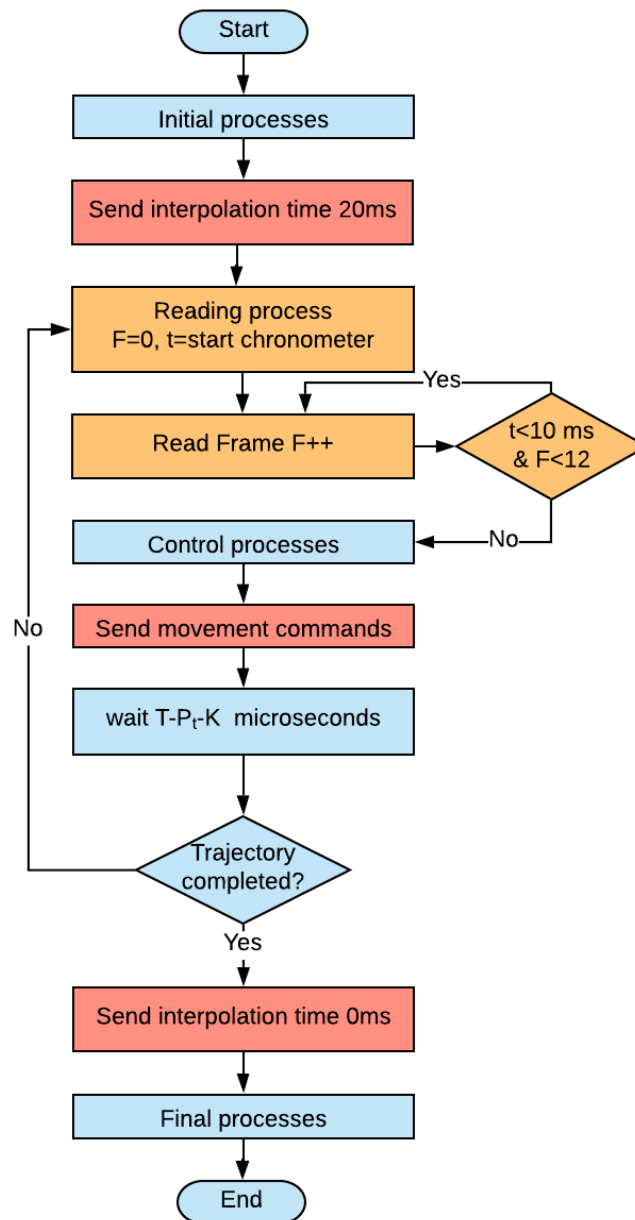 Start
Initial processes
Send interpolation time 20ms
Reading process
F=0, t=start chronometer
Yes
Read Frame F++
t<10 ms
& F<12
Control processes
No
Send movement commands
No
wait T-Pₜ-K microseconds
Trajectory
completed?
Yes
Send interpolation time 0ms
Final processes
End